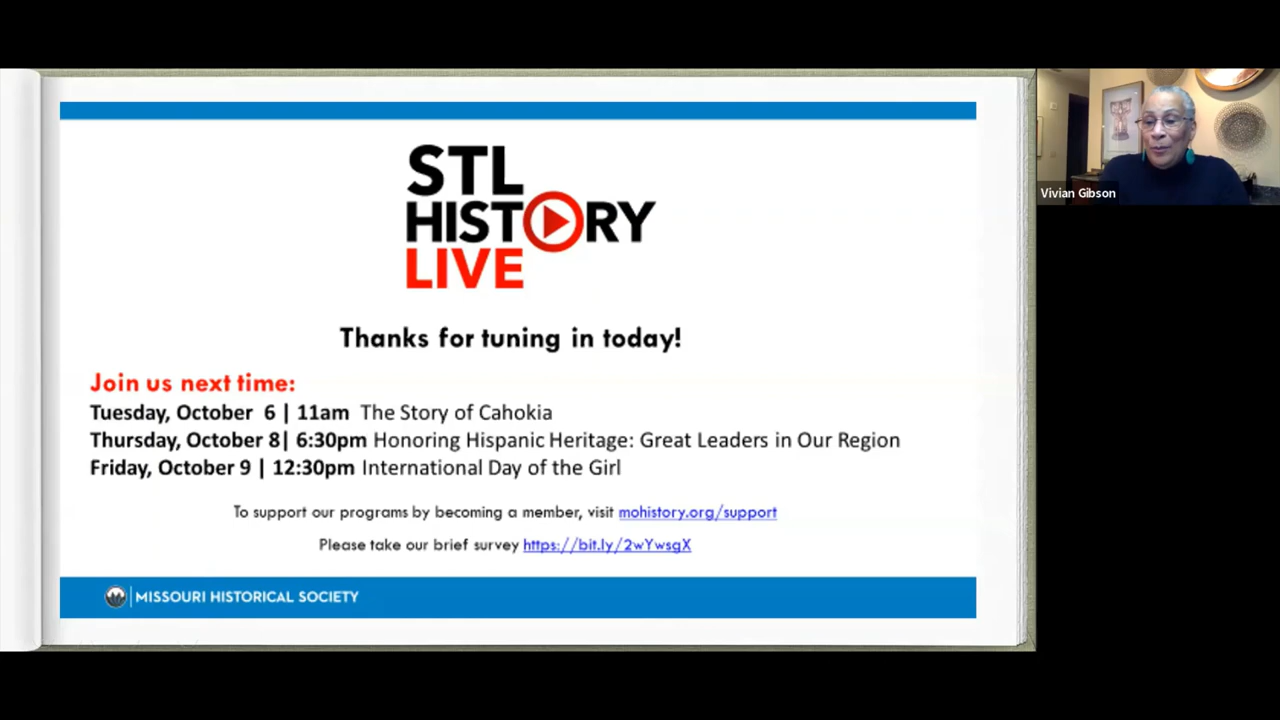 STL
HISTORY
LIVE
Thanks for tuning in today!
Join us next time:
Tuesday, October 6 | 11am The Story of Cahokia
Thursday, October 8| 6:30pm Honoring Hispanic Heritage: Great Leaders in Our Region
Friday, October 9 | 12:30pm International Day of the Girl
To support our programs by becoming a member, visit mohistory.org/support
Please take our brief survey https://bit.ly/2wYwsgX
MISSOURI HISTORICAL SOCIETY
Vivian Gibson